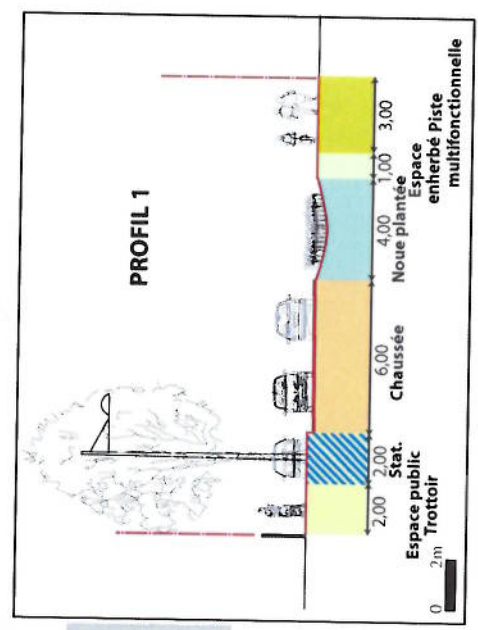 PROFIL 1
2,00 2,00 6,00 4,00 1,00 3,00
Stat. Chaussée Noue plantée
Espace public Espace
Trottoir enherbé Piste
multifonctionnelle
0 2m